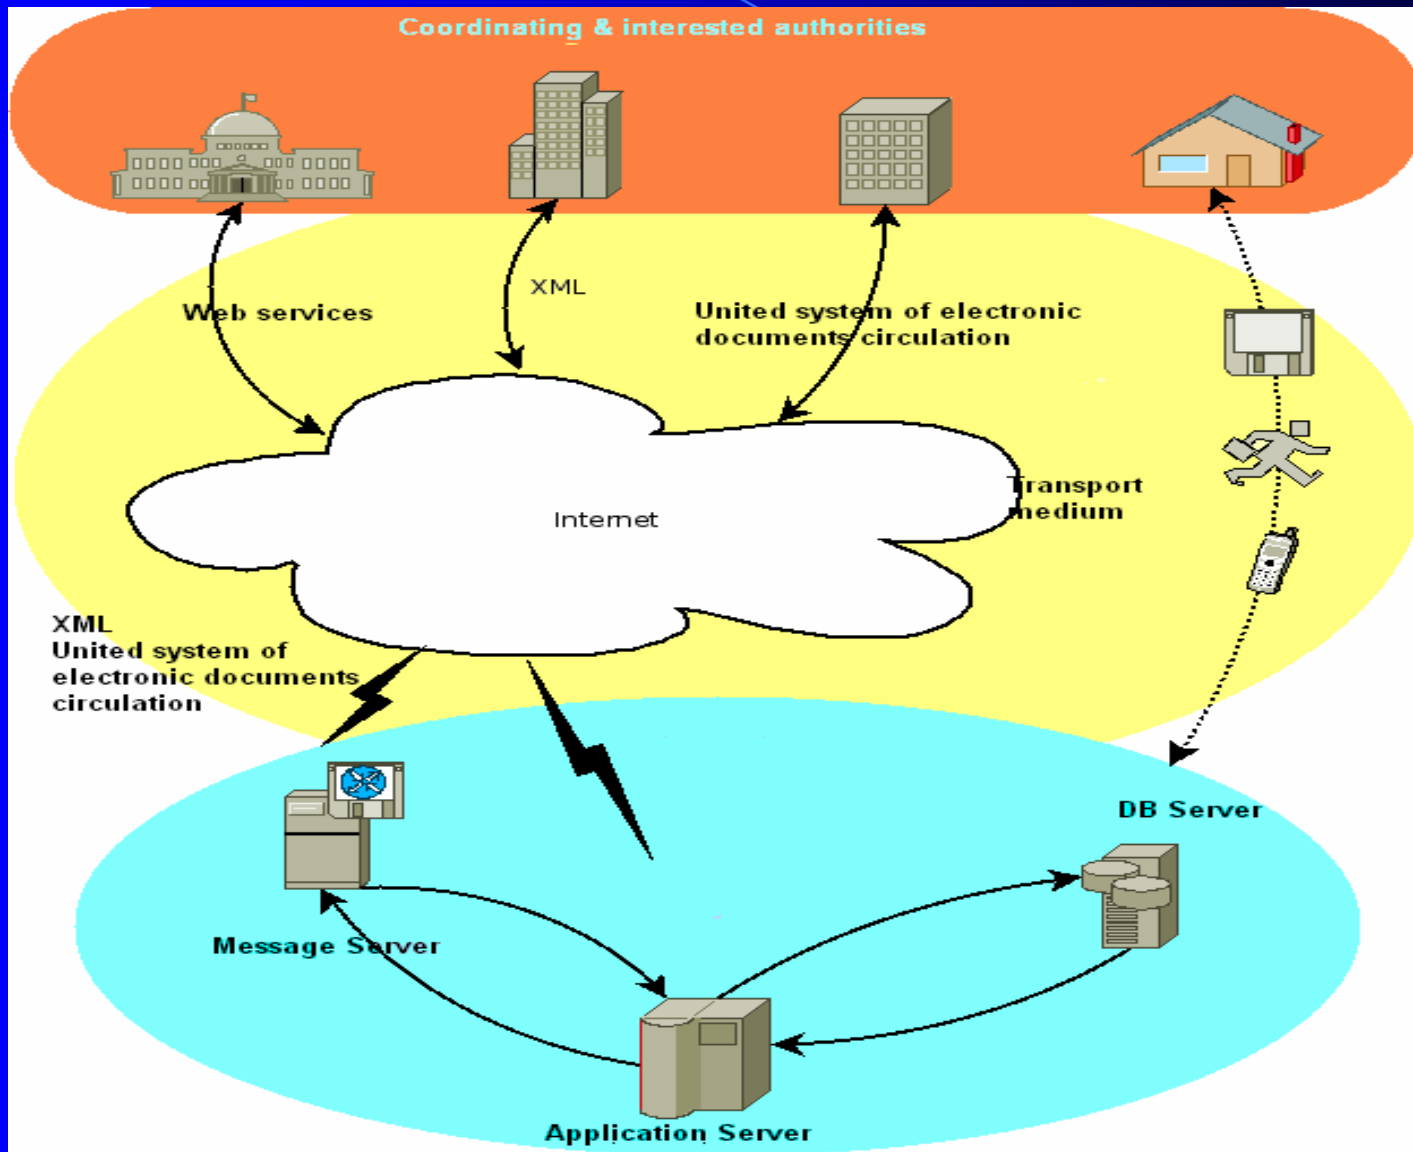 Coordinating & interested authorities
XML
Web services
United system of electronic
documents circulation
Transport
medium
Internet
XML
United system of
electronic documents
circulation
DB Server
Message Server
Application Server